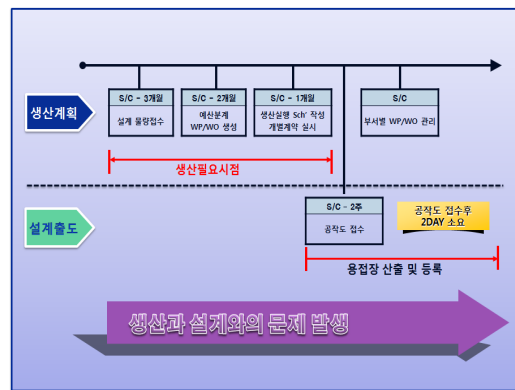 생산계획
S/C - 3개월
설계 물량접수
S/C - 2개월
예산분계
WP/WO 생성
S/C - 1개월
생산실행 Sch' 작성
개별계약 실시
S/C
부서별 WP/WO 관리
생산필요시점
설계출도
S/C - 2주
공작도 접수
공작도 접수후
2DAY 소요
용접장 산출 및 등록
생산과 설계와의 문제 발생